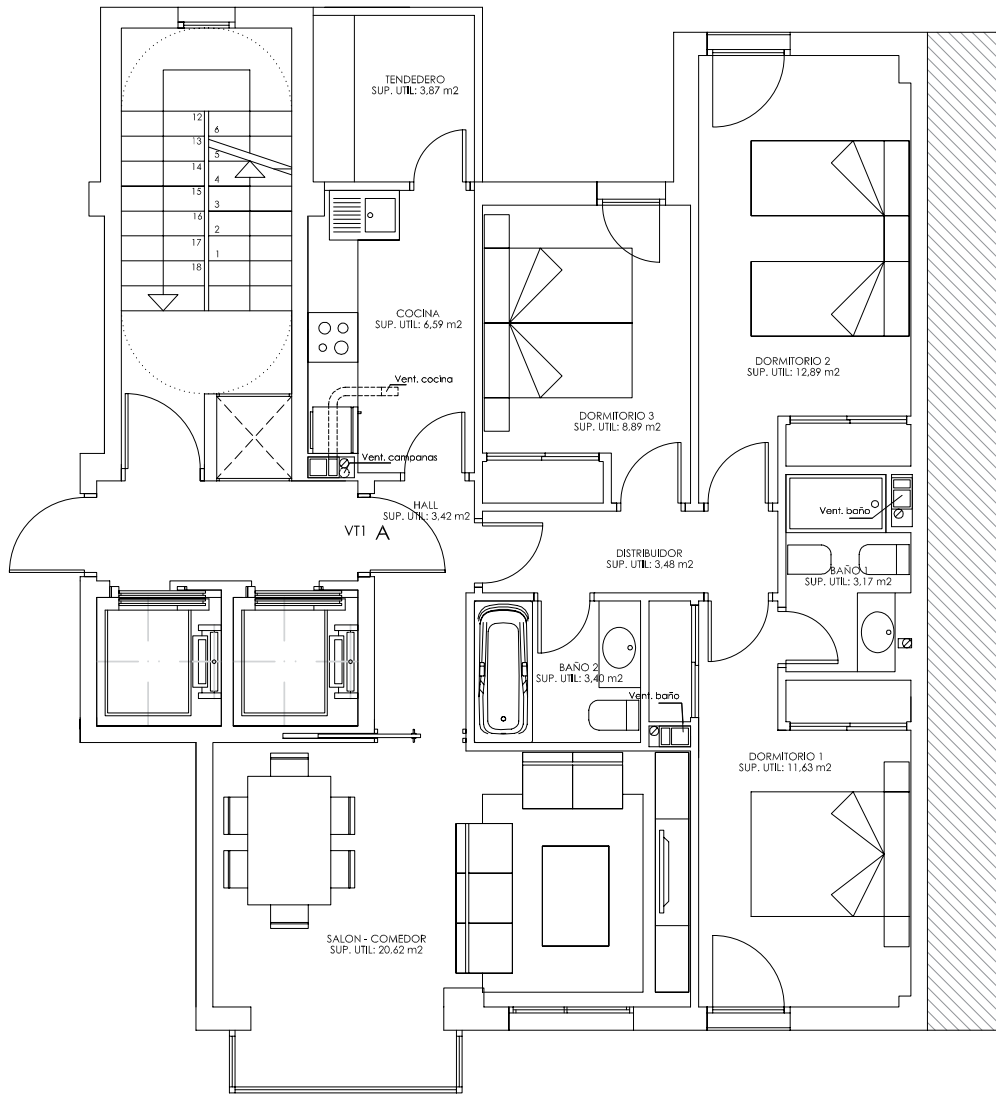 TENDEDERO
SUP. UTIL: 3,87 m2
12
6
13
5
14
4
15
3
16
2
17
1
18
COCINA
SUP. UTIL: 6,59 m2
DORMITORIO 2
SUP. UTIL: 12,89 m2
Vent. cocina
DORMITORIO 3
SUP. UTIL: 8.89 m2
Vent. campanas
HALL
SUP. UTIL: 3,42 m2
VT1 A
Vent. baño
DISTRIBUIDOR
SUP. UTIL: 3,48 m2
BAÑO 1
SUP. UTIL: 3,17 m2
BAÑO 2
SUP. UTIL: 3,40 m2
Vent. baño
DORMITORIO 1
SUP. UTIL: 11,63 m2
SALON - COMEDOR
SUP. UTIL: 20,62 m2